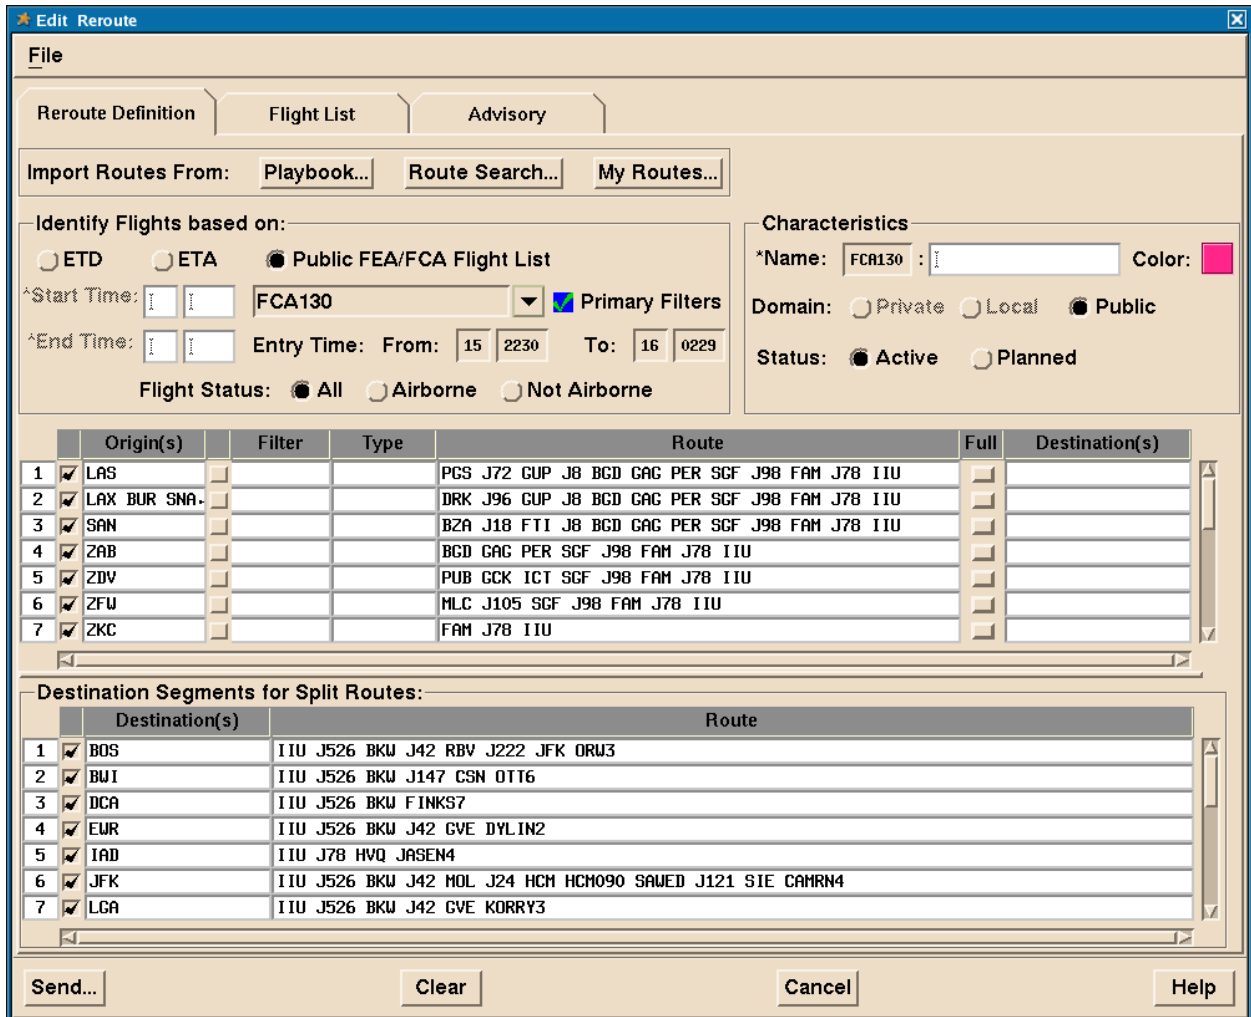 Edit Reroute
File
Reroute Definition Flight List Advisory
Import Routes From: Playbook... Route Search... My Routes...
Identify Flights based on:
ETD ETA Public FEA/FCA Flight List
*Start Time: FCA130 Primary Filters
*End Time: Entry Time: From: 15 2230 To: 16 0229
Flight Status: All Airborne Not Airborne
Characteristics
*Name: FCA130 : Color:
Domain: Private Local Public
Status: Active Planned
Origin(s) Filter Type Route Full Destination(s)
1 LAS PGS J72 GUP J8 BGD GAG PER SGF J98 FAM J78 IIU
2 LAX BUR SNA. DRK J96 GUP J8 BGD GAG PER SGF J98 FAM J78 IIU
3 SAN BZA J18 FTI J8 BGD GAG PER SGF J98 FAM J78 IIU
4 ZAB BGD GAG PER SGF J98 FAM J78 IIU
5 ZDV PUB GCK ICT SGF J98 FAM J78 IIU
6 ZFW MLC J105 SGF J98 FAM J78 IIU
7 ZKC FAM J78 IIU
Destination Segments for Split Routes:
Destination(s) Route
1 BOS IIU J526 BKW J42 RBV J222 JFK ORW3
2 BWI IIU J526 BKW J147 CSN OTT6
3 DCA IIU J526 BKW FINKS7
4 EWR IIU J526 BKW J42 GVE DYLIN2
5 IAD IIU J78 HVQ JASEN4
6 JFK IIU J526 BKW J42 MOL J24 HCM HCM090 SAWED J121 SIE CAMRN4
7 LGA IIU J526 BKW J42 GVE KORRY3
Send... Clear Cancel Help